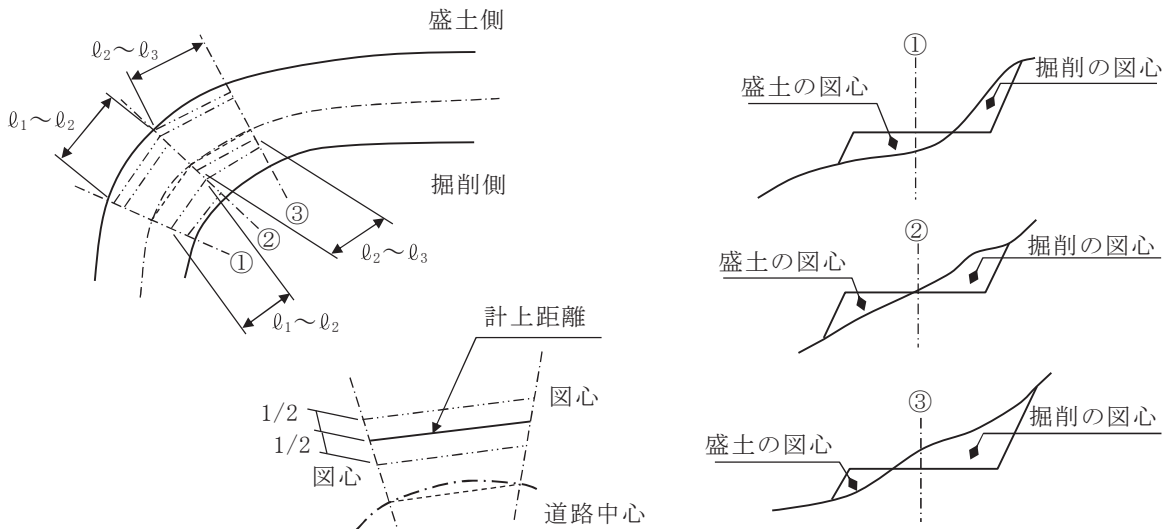 盛土側
ℓ₂～ℓ₃
ℓ₁～ℓ₂
掘削側
③
②
①
ℓ₂～ℓ₃
ℓ₁～ℓ₂
計上距離
図心
1/2
1/2
図心
道路中心
①
掘削の図心
盛土の図心
②
盛土の図心
掘削の図心
③
掘削の図心
盛土の図心